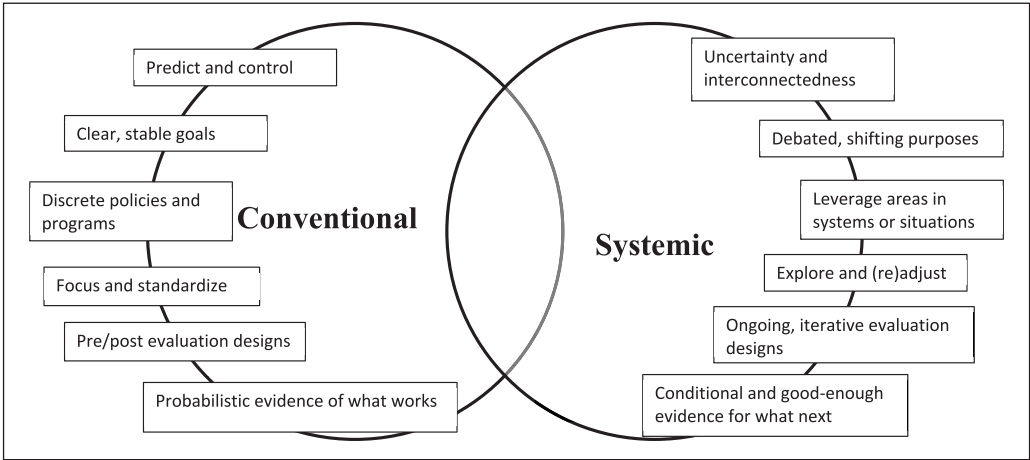 Predict and control
Clear, stable goals
Discrete policies and
programs
Conventional
Focus and standardize
Pre/post evaluation designs
Probabilistic evidence of what works
Uncertainty and
interconnectedness
Debated, shifting purposes
Leverage areas in
systems or situations
Systemic
Explore and (re)adjust
Ongoing, iterative evaluation
designs
Conditional and good-enough
evidence for what next